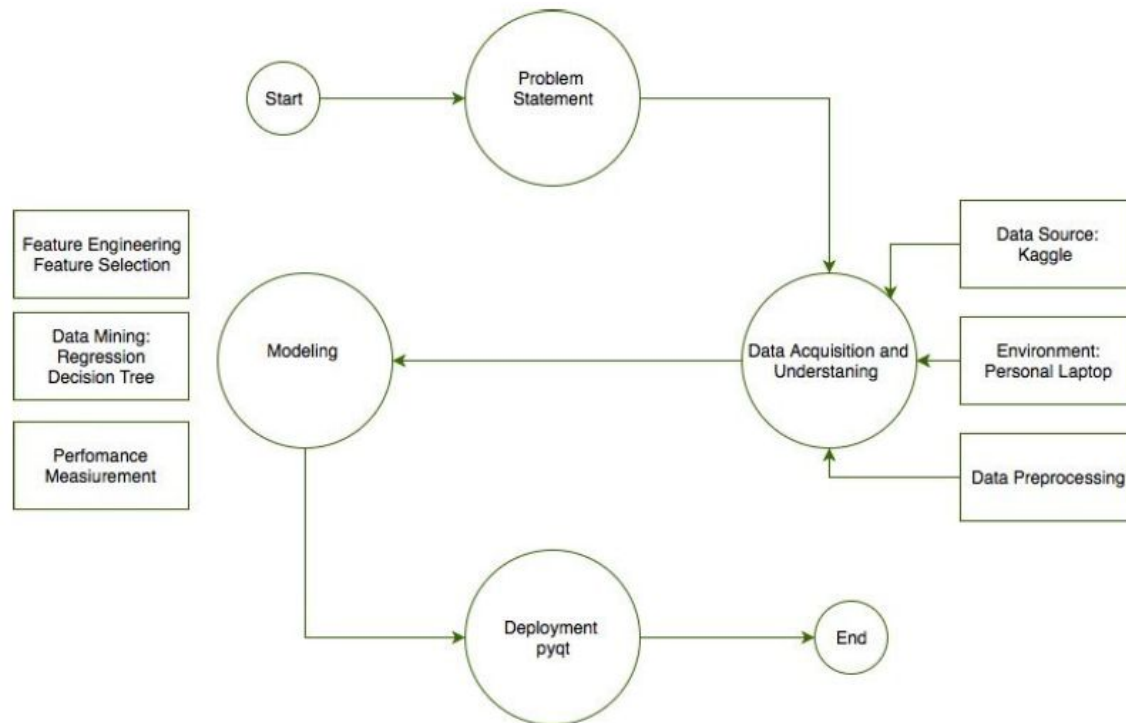 Start
Problem
Statement
Feature Engineering
Feature Selection
Data Mining:
Regression
Decision Tree
Perfomance
Measiurement
Modeling
Data Acquisition and
Understaning
Data Source:
Kaggle
Environment:
Personal Laptop
Data Preprocessing
Deployment
pyqt
End